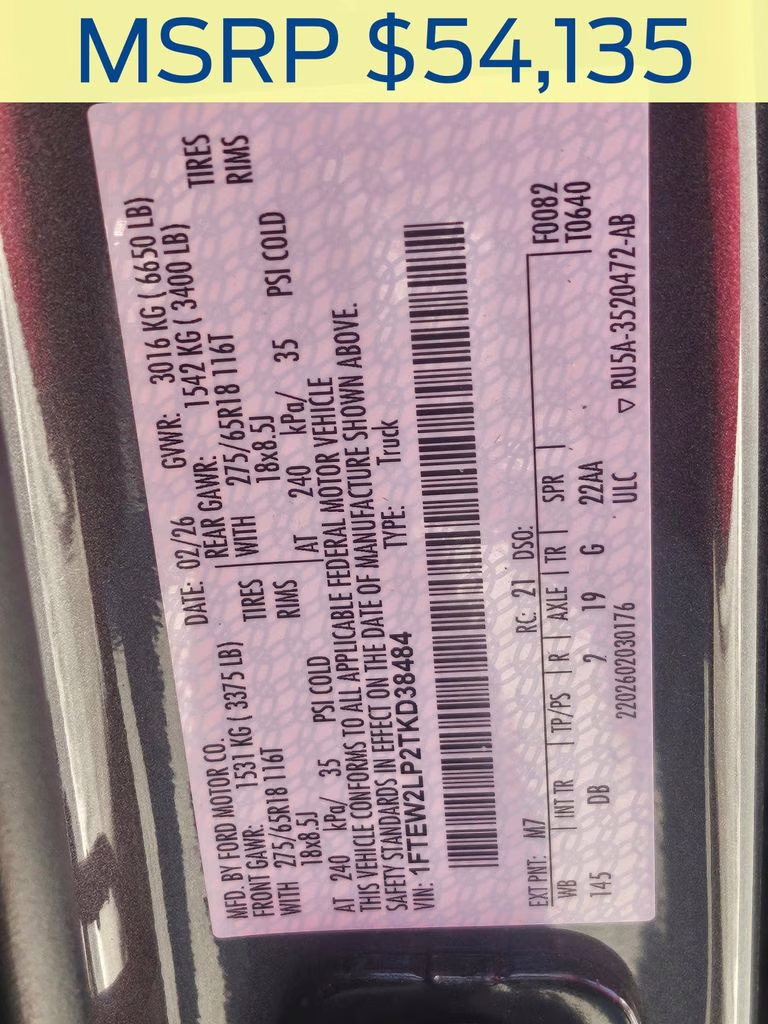 MSRP $54,135
MFD. BY FORD MOTOR CO.
DATE: 02/26 GVWR: 3016 KG ( 6650 LB)
FRONT GAWR: 1531 KG ( 3375 LB) REAR GAWR: 1542 KG ( 3400 LB)
WITH 275/65R18 116T TIRES WITH 275/65R18 116T TIRES
18x8.5J RIMS 18x8.5J RIMS
AT 240 kPa/ 35 PSI COLD AT 240 kPa/ 35 PSI COLD
THIS VEHICLE CONFORMS TO ALL APPLICABLE FEDERAL MOTOR VEHICLE
SAFETY STANDARDS IN EFFECT ON THE DATE OF MANUFACTURE SHOWN ABOVE.
VIN: 1FTEW2LP2TKD38484 TYPE: Truck
EXT PNT: M7 RC: 21 DSO: F0082
WB INT TR TP/PS R AXLE TR SPR T0640
145 DB 2 19 G 22AA
2202602030176 ULC ▽ RU5A-3520472-AB